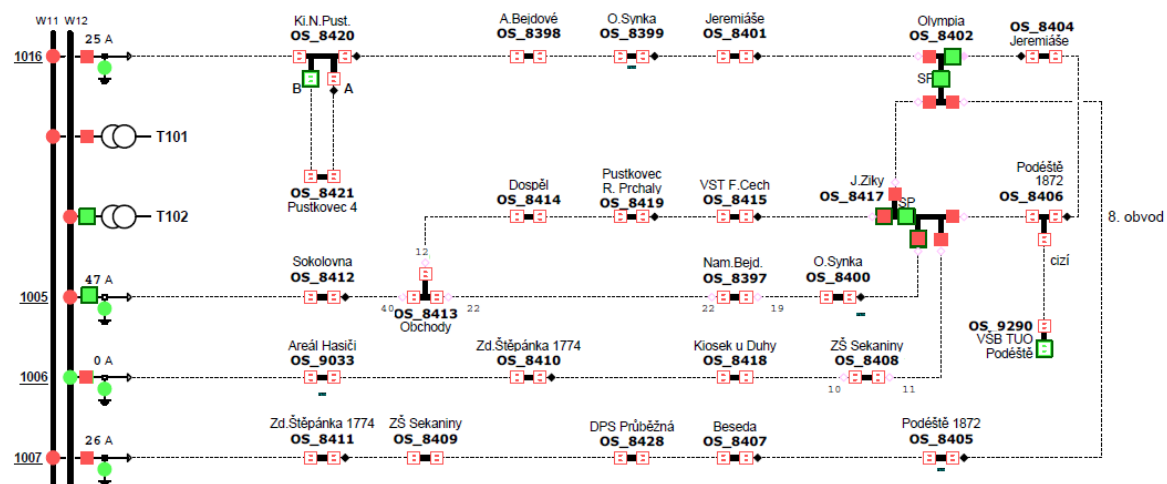 W11 W12
25 A
1016
Ki.N.Pust.
OS_8420
A.Bejdové
OS_8398
O.Synka
OS_8399
Jeremiáše
OS_8401
Olympia
OS_8402
OS_8404
Jeremiáše
B
A
SP
T101
OS_8421
Pustkovec 4
Dospěl
OS_8414
Pustkovec
R. Prchaly
OS_8419
VST F.Cech
OS_8415
J.Ziky
OS_8417
SP
Podéště
1872
OS_8406
T102
8. obvod
12
cizí
47 A
1005
Sokolovna
OS_8412
40
22
OS_8413
Obchody
Nam.Bejd.
OS_8397
22
19
O.Synka
OS_8400
OS_9290
VŠB TUO
Podéště
0 A
1006
Areál Hasiči
OS_9033
Zd.Štěpánka 1774
OS_8410
Kiosek u Duhy
OS_8418
ZŠ Sekaniny
OS_8408
10
11
26 A
1007
Zd.Štěpánka 1774
OS_8411
ZŠ Sekaniny
OS_8409
DPS Průběžná
OS_8428
Beseda
OS_8407
Podéště 1872
OS_8405